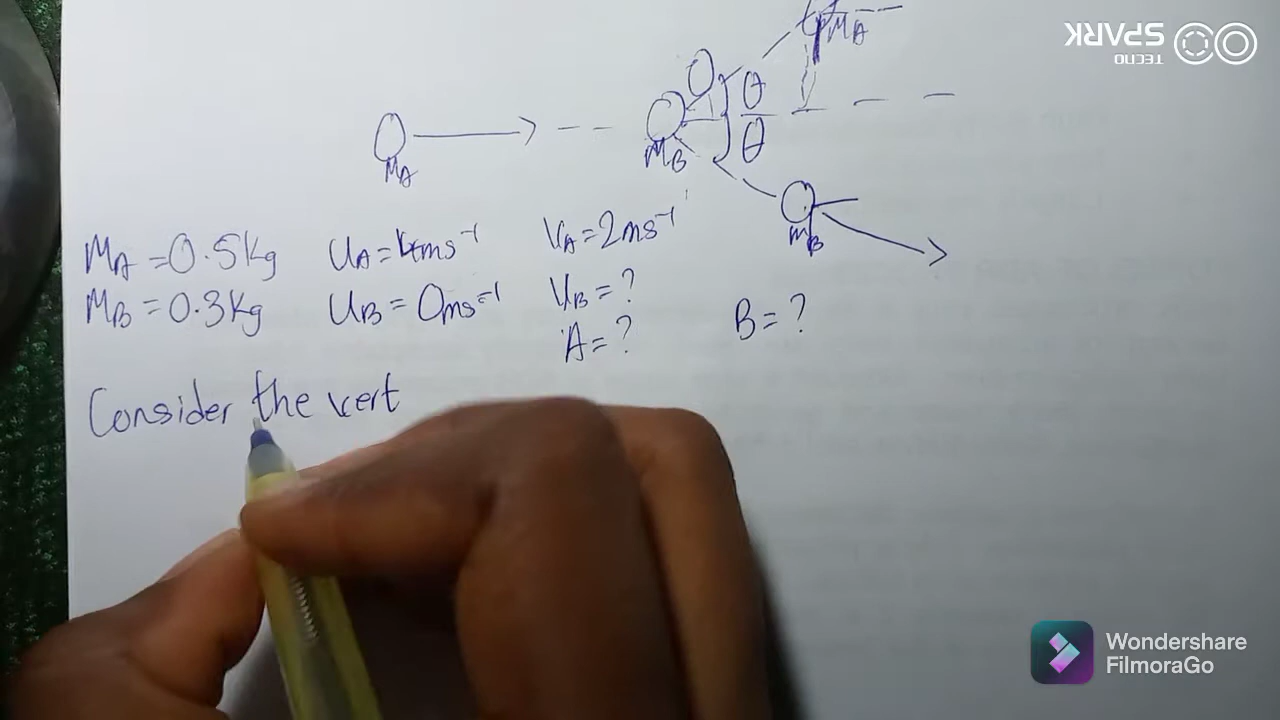 MA
SPARK
TECNO
θ
MA
MB
θ
MB
MA = 0.5kg UA = 4ms⁻¹ VA = 2ms⁻¹
MB = 0.3kg UB = 0ms⁻¹ VB = ?
A = ? B = ?
Consider the vert
Wondershare
FilmoraGo